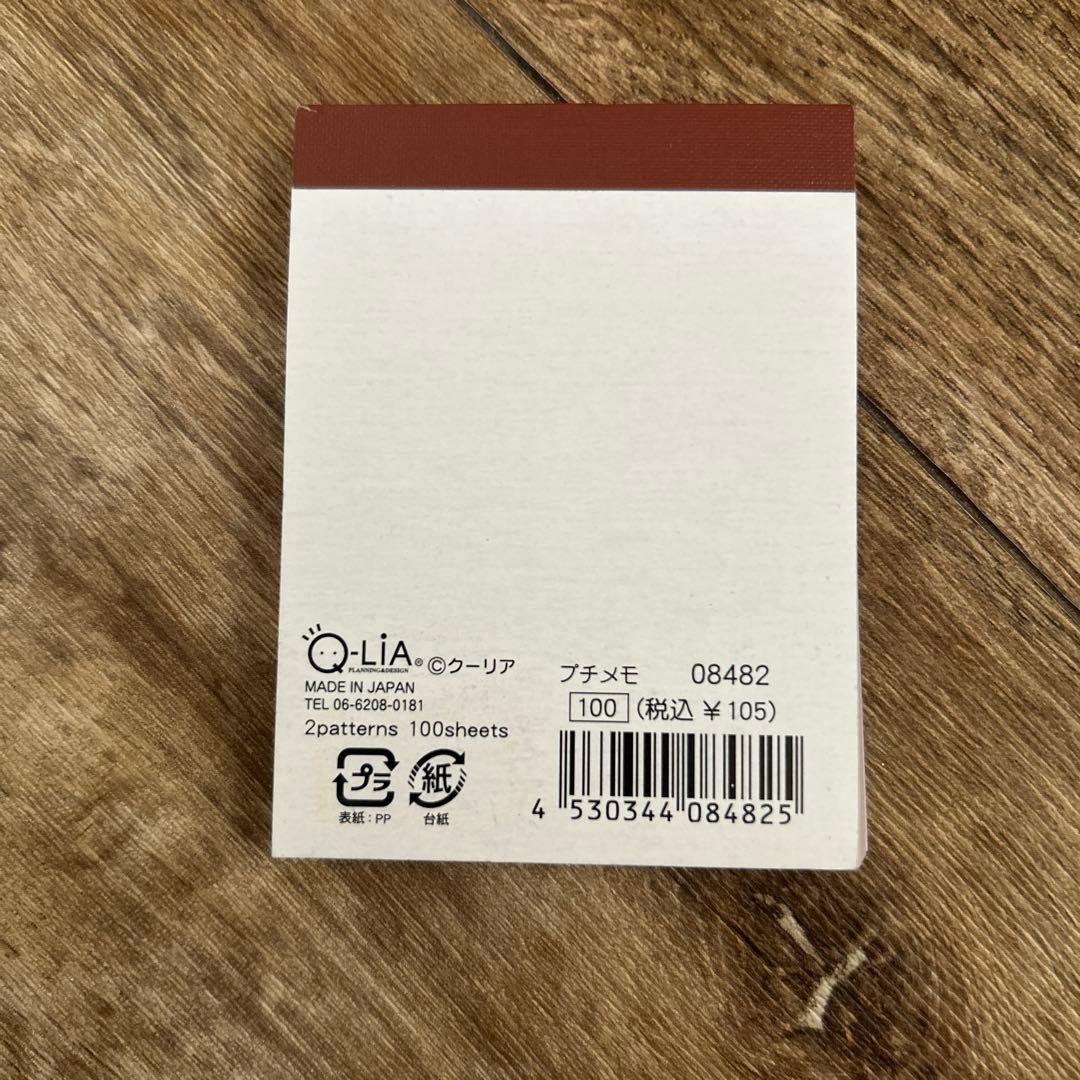 Q-LiA® ©クーリア
PLANNING&DESIGN
MADE IN JAPAN
TEL 06-6208-0181
2patterns 100sheets
プラ 紙
表紙：PP 台紙
プチメモ 08482
100 (税込 ¥105)
4 530344 084825